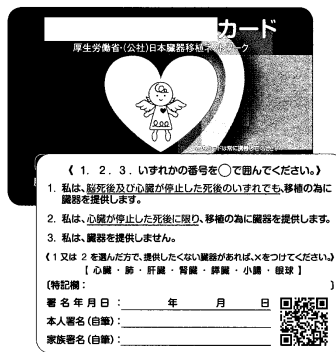 カード
厚生労働省・(公社)日本臓器移植ネットワーク
《 1. 2. 3. いずれかの番号を◯で囲んでください。》
1. 私は、脳死後及び心臓が停止した死後のいずれでも、移植の為に
臓器を提供します。
2. 私は、心臓が停止した死後に限り、移植の為に臓器を提供します。
3. 私は、臓器を提供しません。
《1 又は 2 を選んだ方で、提供したくない臓器があれば、×をつけてください。》
【 心臓 ・ 肺 ・ 肝臓 ・ 腎臓 ・ 膵臓 ・ 小腸 ・ 眼球 】
〔特記欄： 〕
署 名 年 月 日 ： 年 月 日
本人署名(自筆)：
家族署名(自筆)：